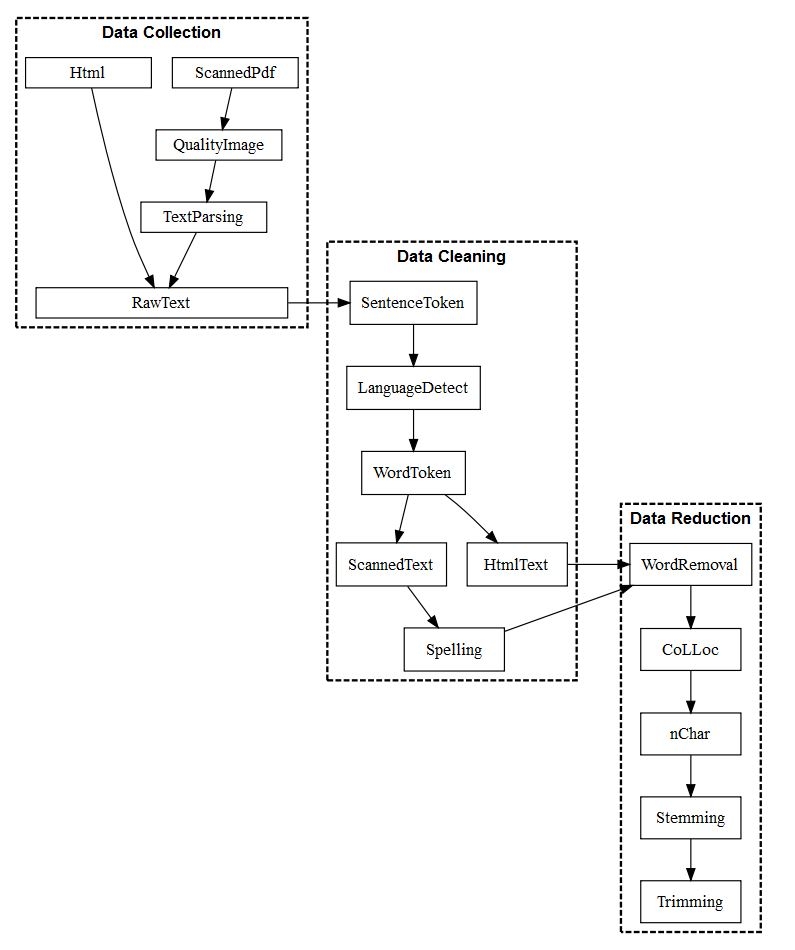 Data Collection
Html
ScannedPdf
QualityImage
TextParsing
RawText
Data Cleaning
SentenceToken
LanguageDetect
WordToken
ScannedText
HtmlText
Spelling
Data Reduction
WordRemoval
CoLLoc
nChar
Stemming
Trimming